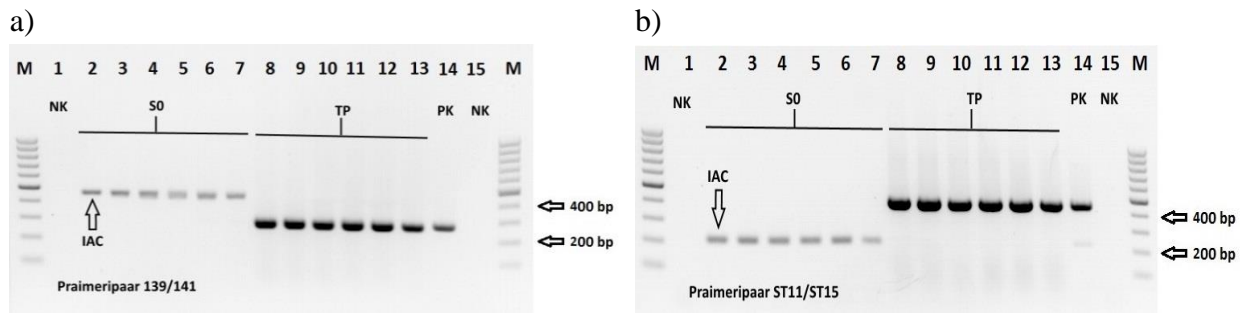 a)
M 1 2 3 4 5 6 7 8 9 10 11 12 13 14 15 M
NK S0 TP PK NK
400 bp
IAC
200 bp
Praimeripaar 139/141
b)
M 1 2 3 4 5 6 7 8 9 10 11 12 13 14 15 M
NK S0 TP PK NK
IAC
400 bp
200 bp
Praimeripaar ST11/ST15